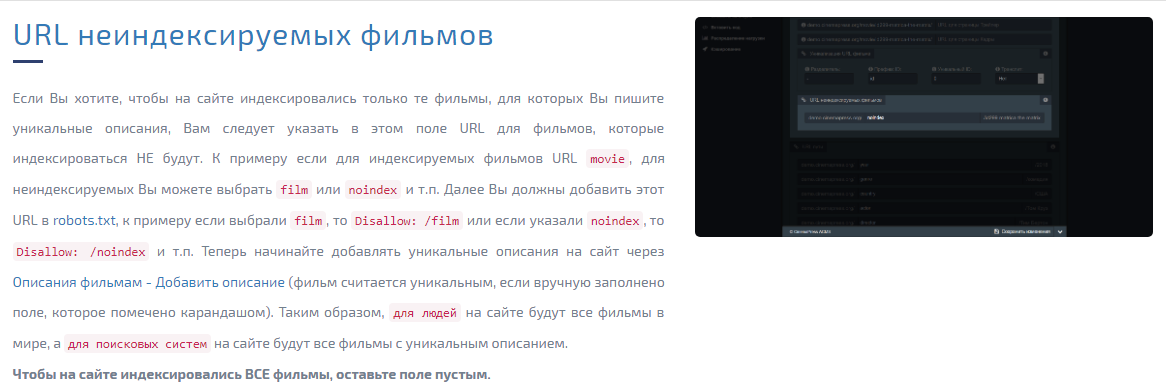 URL неиндексируемых фильмов
Если Вы хотите, чтобы на сайте индексировались только те фильмы, для которых Вы пишите
уникальные описания, Вам следует указать в этом поле URL для фильмов, которые
индексироваться НЕ будут. К примеру если для индексируемых фильмов URL movie, для
неиндексируемых Вы можете выбрать film или noindex и т.п. Далее Вы должны добавить этот
URL в robots.txt, к примеру если выбрали film, то Disallow: /film или если указали noindex, то
Disallow: /noindex и т.п. Теперь начинайте добавлять уникальные описания на сайт через
Описания фильмам - Добавить описание (фильм считается уникальным, если вручную заполнено
поле, которое помечено карандашом). Таким образом, для людей на сайте будут все фильмы в
мире, а для поисковых систем на сайте будут все фильмы с уникальным описанием.
Чтобы на сайте индексировались ВСЕ фильмы, оставьте поле пустым.
URL неиндексируемых фильмов
noindex
Сохранить изменения